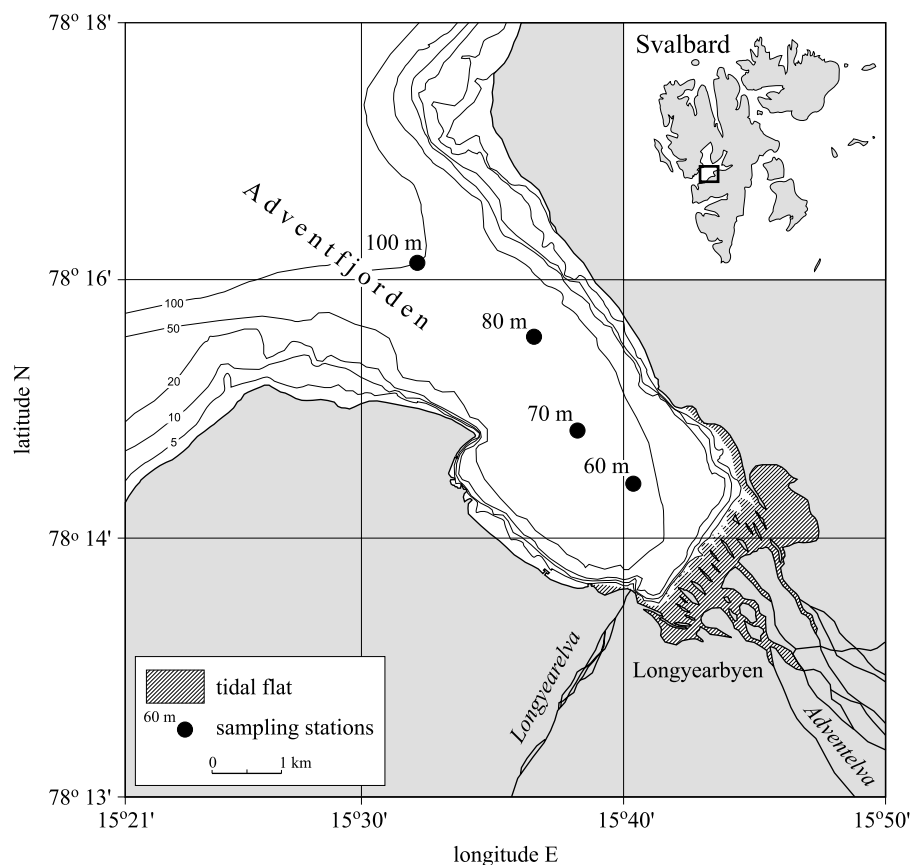 78° 18'
Svalbard
Adventfjorden
100 m
78° 16'
100
50
80 m
20
10
5
70 m
60 m
latitude N
78° 14'
Longyearelva
Longyearbyen
Adventelva
tidal flat
60 m
sampling stations
0 1 km
78° 13'
15°21' 15°30' 15°40' 15°50'
longitude E